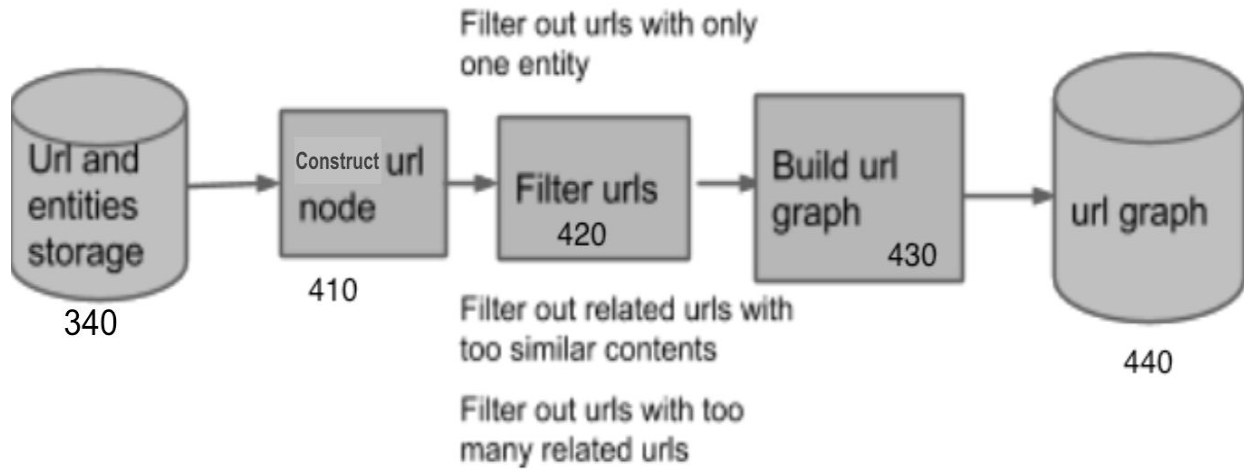 Filter out urls with only
one entity
Url and
entities
storage
340
Construct url
node
410
Filter urls
420
Build url
graph
430
url graph
440
Filter out related urls with
too similar contents
Filter out urls with too
many related urls